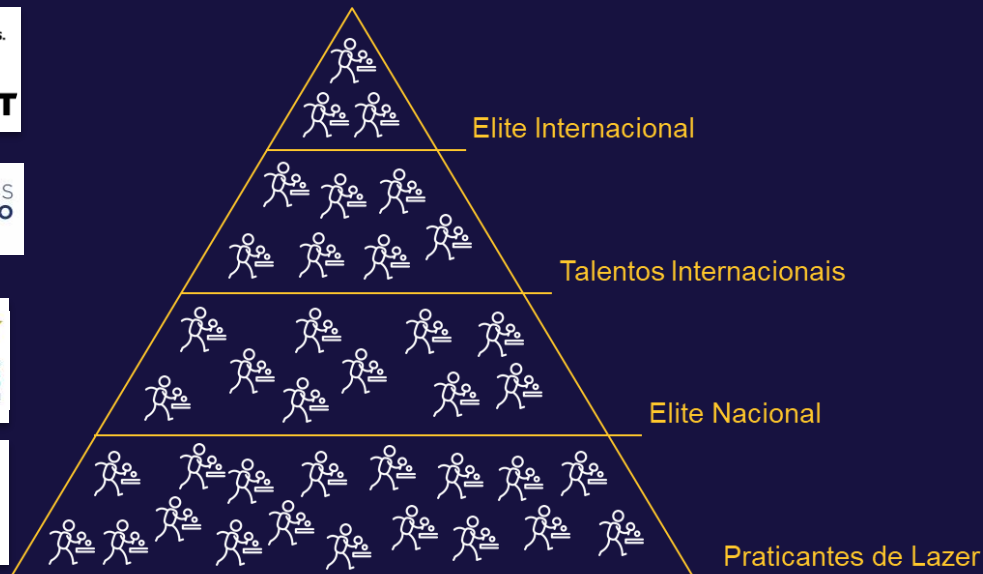 s.
T
Elite Internacional
S
O
Talentos Internacionais
Elite Nacional
Praticantes de Lazer